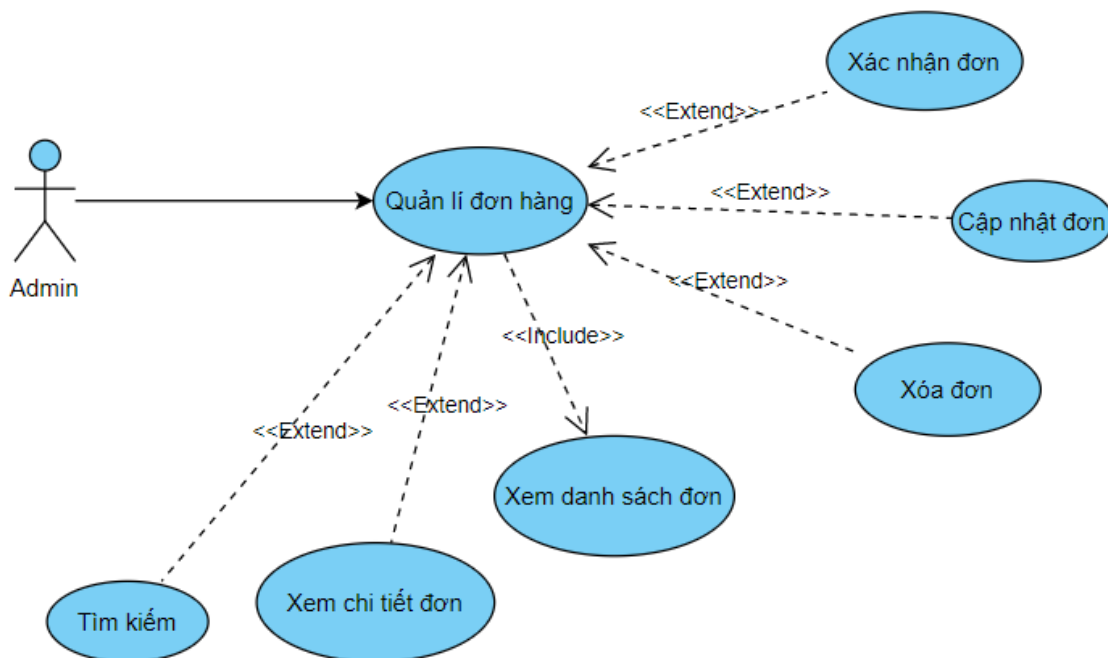 Xác nhận đơn
<<Extend>>
Quản lí đơn hàng
<<Extend>>
Cập nhật đơn
Admin
<<Extend>>
<<Include>>
Xóa đơn
<<Extend>>
<<Extend>>
Xem danh sách đơn
Xem chi tiết đơn
Tìm kiếm